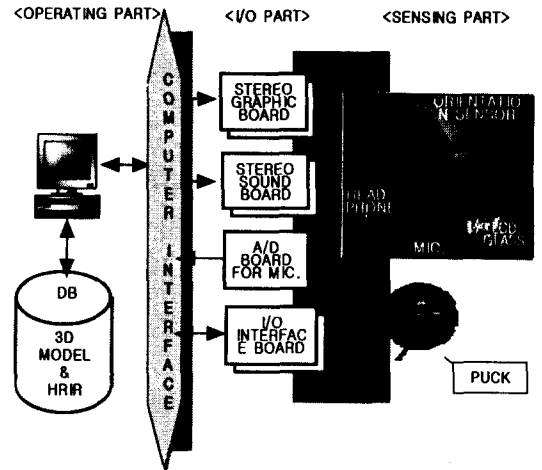 <OPERATING PART>
<I/O PART>
<SENSING PART>
COMPUTER INTERFACE
STEREO
GRAPHIC
BOARD
STEREO
SOUND
BOARD
A/D
BOARD
FOR MIC.
I/O
INTERFAC
E BOARD
DB
3D
MODEL
&
HRIR
ORIENTATIO
N SENSOR
HEAD
PHONE
MIC.
GLASS
PUCK